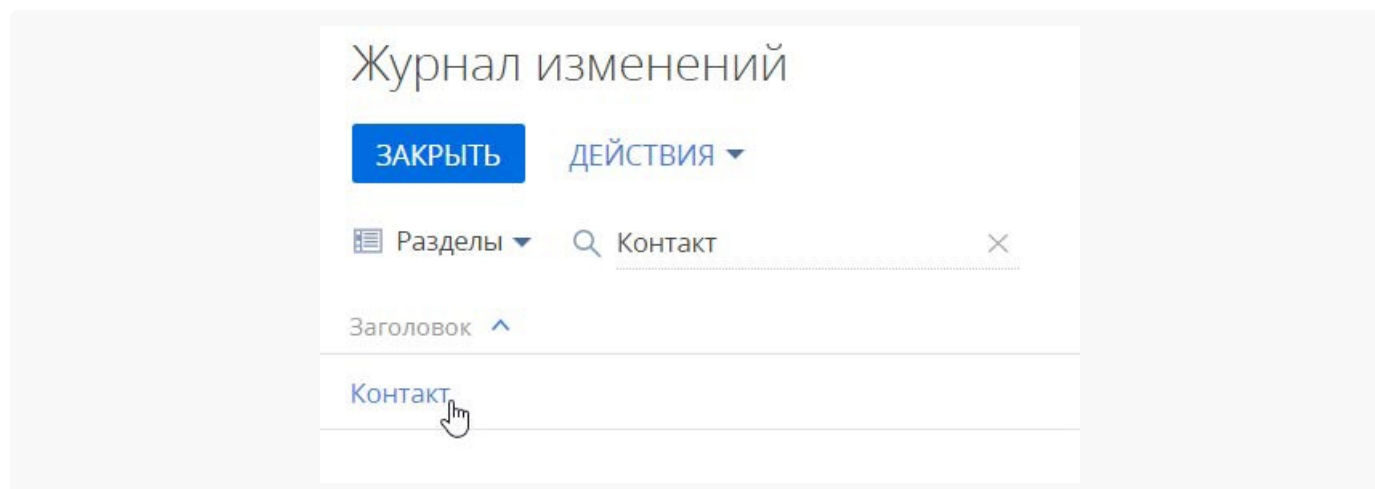 Журнал изменений
ЗАКРЫТЬ ДЕЙСТВИЯ
Разделы Контакт
Заголовок
Контакт